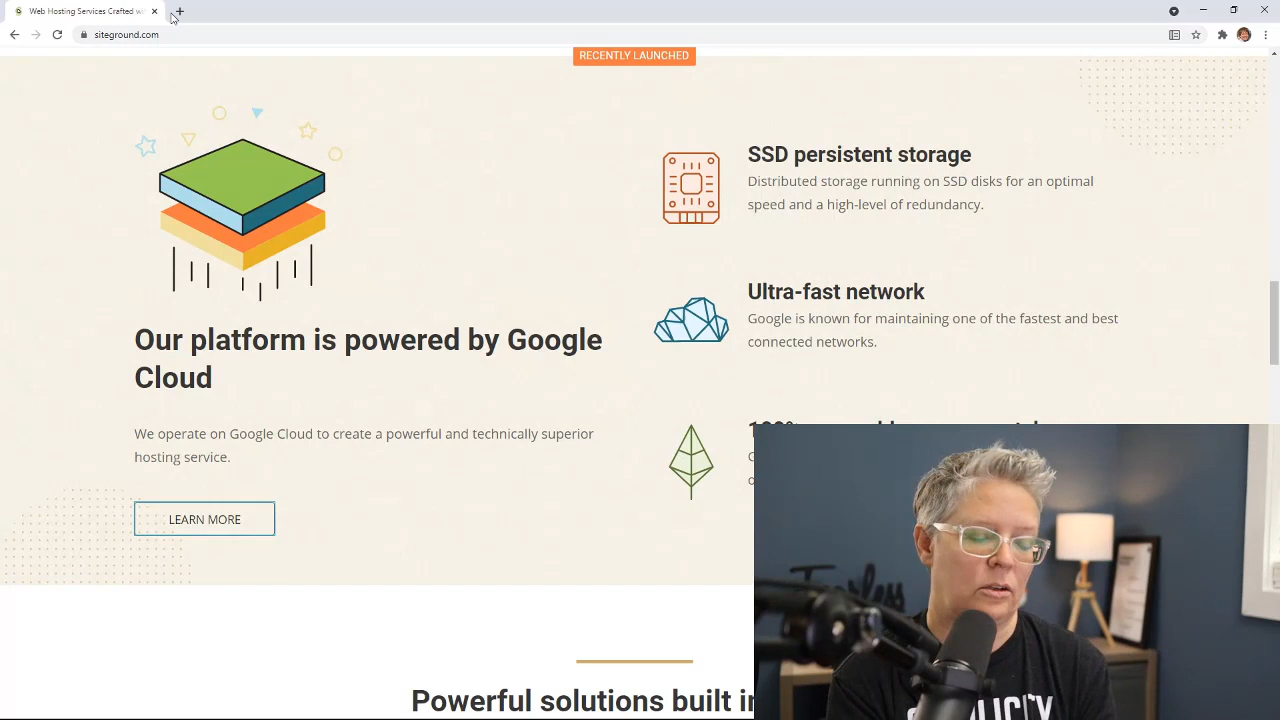 Web Hosting Services Crafted
siteground.com
RECENTLY LAUNCHED
SSD persistent storage
Distributed storage running on SSD disks for an optimal
speed and a high-level of redundancy.
Ultra-fast network
Google is known for maintaining one of the fastest and best
connected networks.
Our platform is powered by Google
Cloud
We operate on Google Cloud to create a powerful and technically superior
hosting service.
LEARN MORE
Powerful solutions built
Fearless